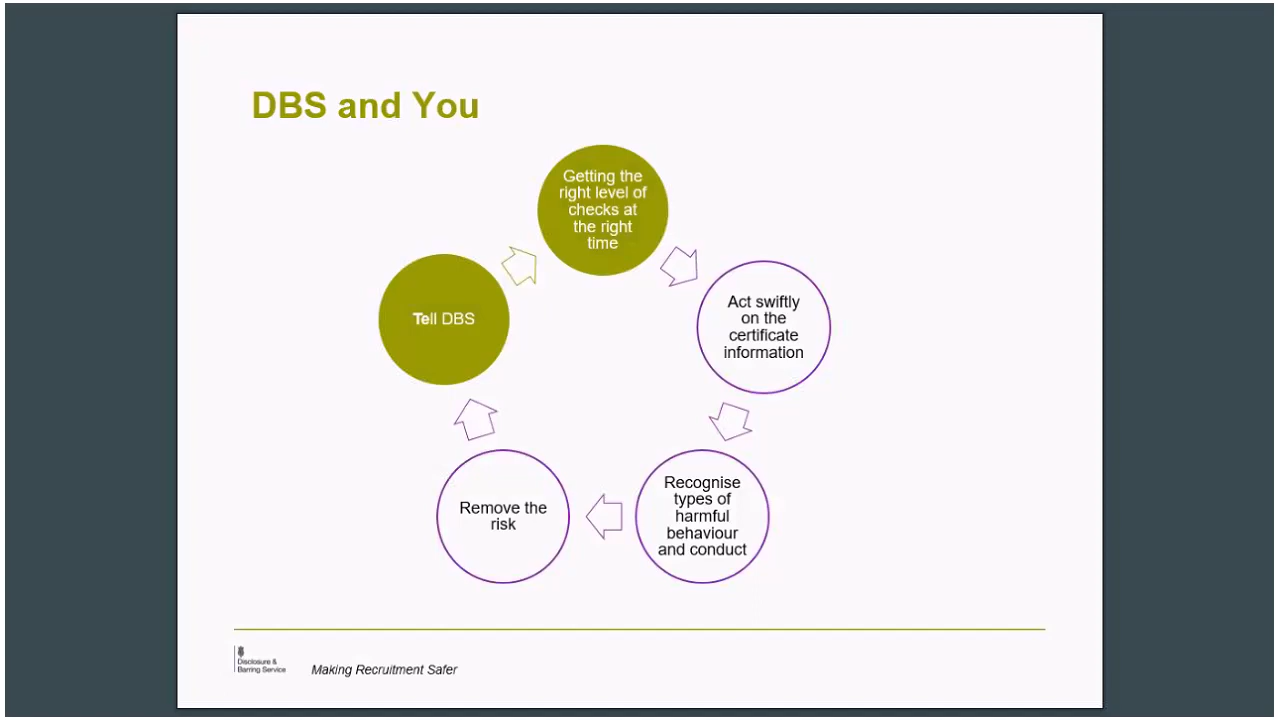 DBS and You
Getting the
right level of
checks at
the right
time
Act swiftly
on the
certificate
information
Recognise
types of
harmful
behaviour
and conduct
Remove the
risk
Tell DBS
Disclosure &
Barring Service
Making Recruitment Safer